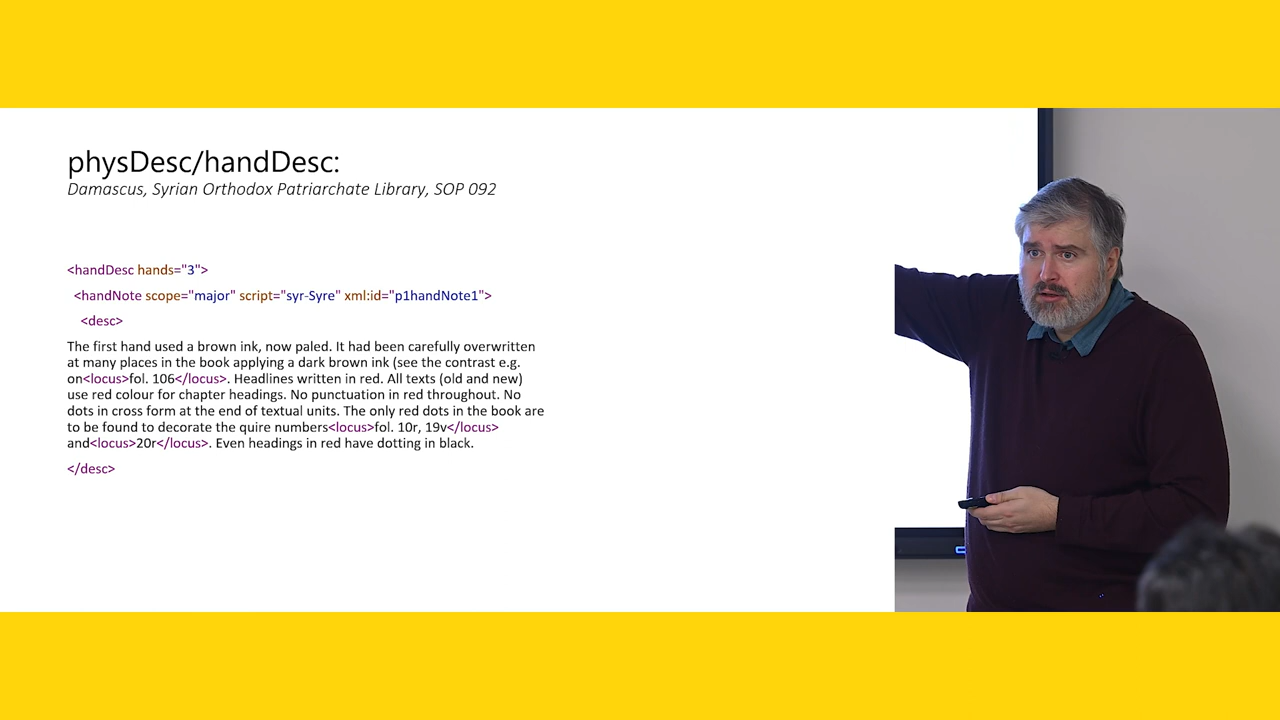 physDesc/handDesc:
Damascus, Syrian Orthodox Patriarchate Library, SOP 092
<handDesc hands="3">
<handNote scope="major" script="syr-Syre" xml:id="p1handNote1">
<desc>
The first hand used a brown ink, now paled. It had been carefully overwritten
at many places in the book applying a dark brown ink (see the contrast e.g.
on<locus>fol. 106</locus>. Headlines written in red. All texts (old and new)
use red colour for chapter headings. No punctuation in red throughout. No
dots in cross form at the end of textual units. The only red dots in the book are
to be found to decorate the quire numbers<locus>fol. 10r, 19v</locus>
and<locus>20r</locus>. Even headings in red have dotting in black.
</desc>